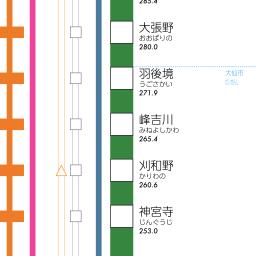 大張野
おおばりの
280.0
羽後境
うごさかい
271.9
大仙市
峰吉川
みねよしかわ
265.4
刈和野
かりわの
260.6
神宮寺
じんぐうじ
253.0